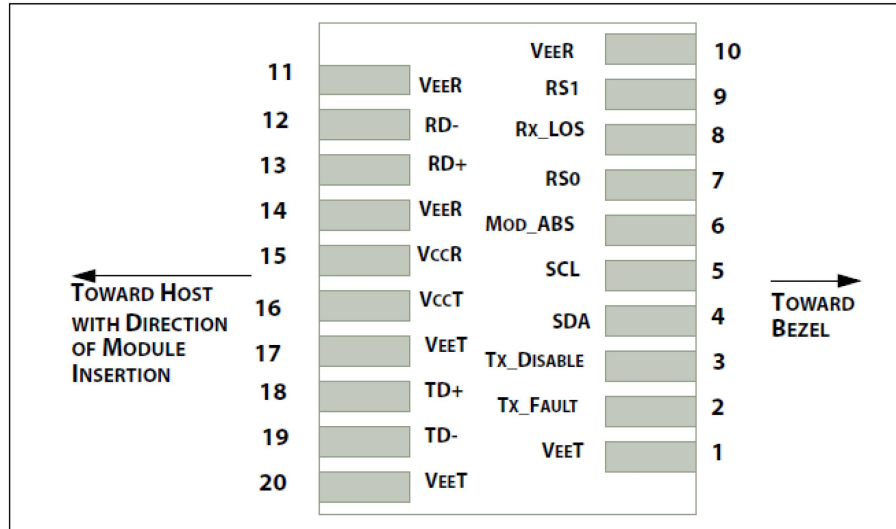 VEER 10
11 VEER
RS1 9
12 RD-
RX_LOS 8
13 RD+
RS0 7
14 VEER
MOD_ABS 6
15 VCCR
SCL 5
16 VCCT
SDA 4
17 VEET
TX_DISABLE 3
18 TD+
TX_FAULT 2
19 TD-
VEET 1
20 VEET
TOWARD HOST
WITH DIRECTION
OF MODULE
INSERTION
TOWARD
BEZEL